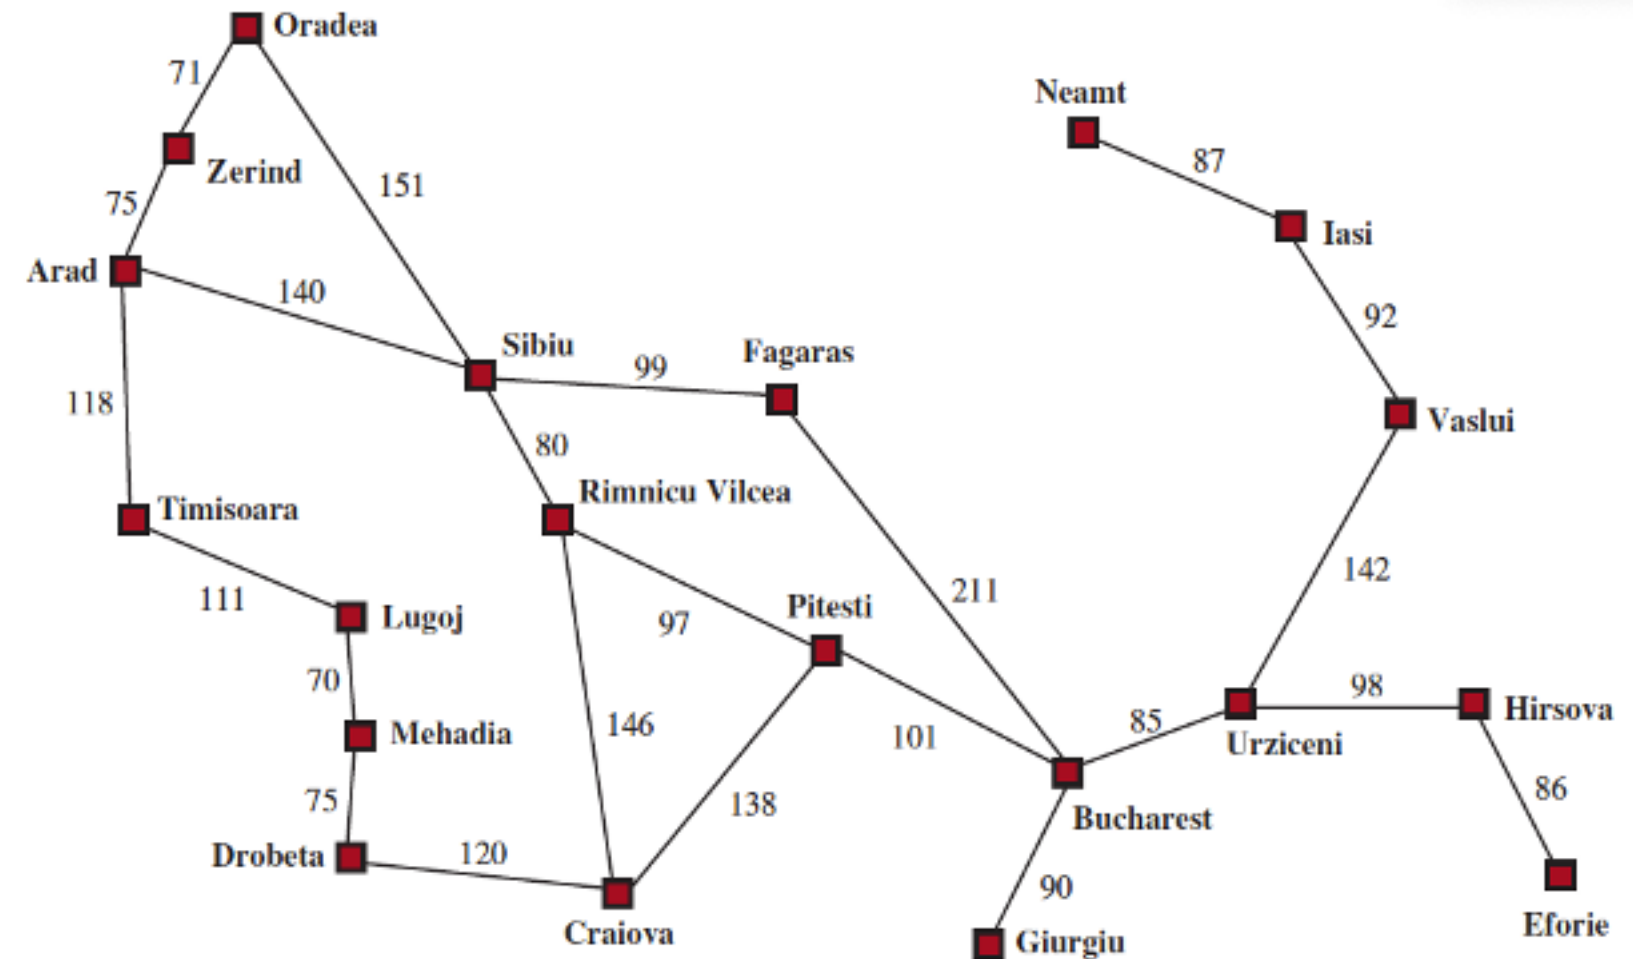 Oradea
71
Neamt
87
Zerind
151
75
Iasi
Arad
140
92
Sibiu
99
Fagaras
118
Vaslui
80
Rimnicu Vilcea
Timisoara
142
211
111
Lugoj
97
Pitesti
70
98
Hirsova
146
85
Mehadia
101
Urziceni
75
138
86
Bucharest
Drobeta
120
90
Craiova
Giurgiu
Eforie